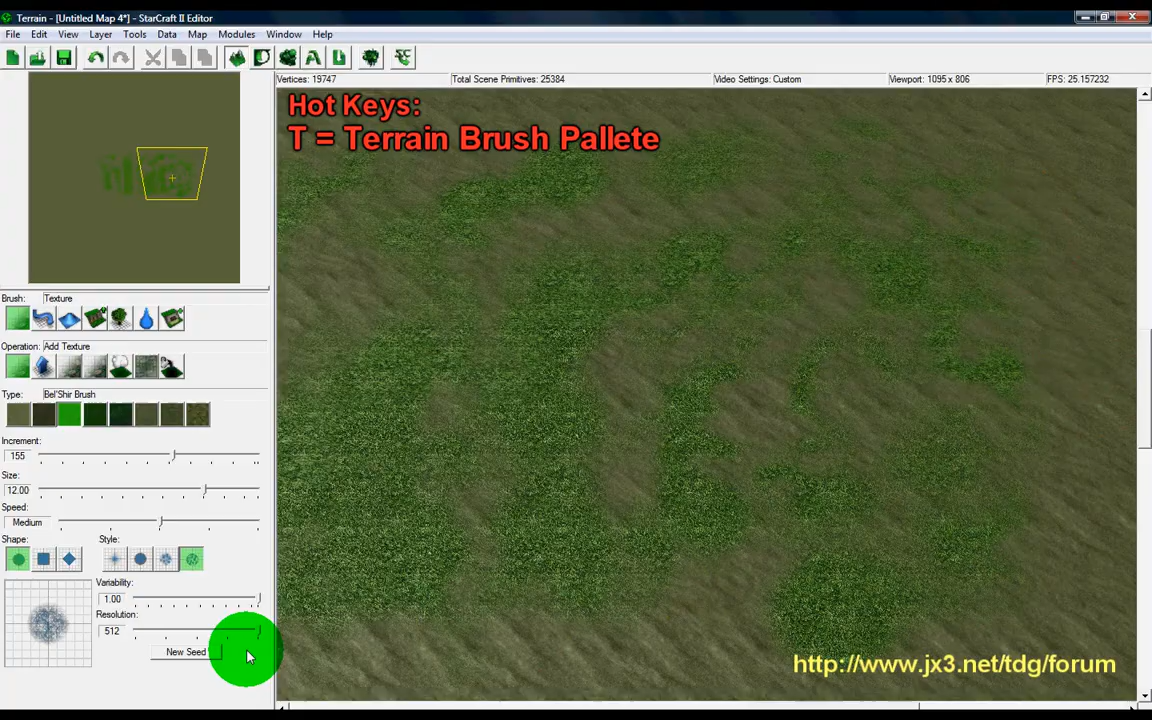 Terrain - [Untitled Map 4*] - StarCraft II Editor
File Edit View Layer Tools Data Map Modules Window Help
Vertices: 19747 Total Scene Primitives: 25384 Video Settings: Custom Viewport: 1095 x 806 FPS: 25.157232
Hot Keys:
T = Terrain Brush Pallete
Brush: Texture
Operation: Add Texture
Type: Bel'Shir Brush
Increment:
155
Size:
12.00
Speed:
Medium
Shape: Style:
Variability:
1.00
Resolution:
512
New Seed
http://www.jx3.net/tdg/forum